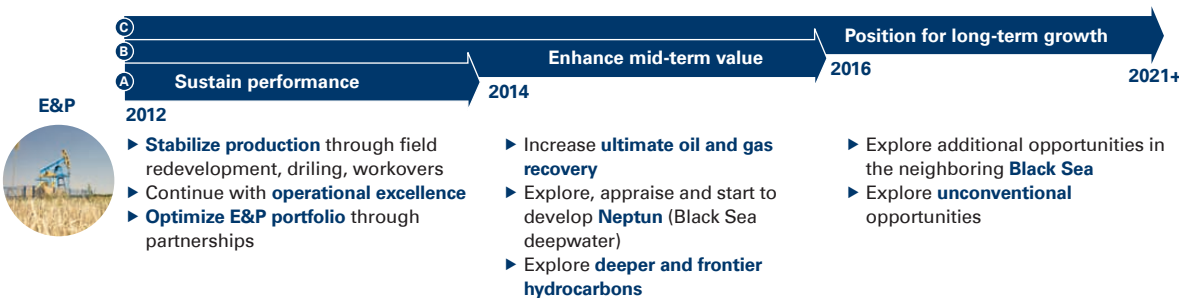 C
Position for long-term growth
B
Enhance mid-term value
2016
A
Sustain performance
2014
2021+
E&P
2012
▶ Stabilize production through field
redevelopment, driling, workovers
▶ Continue with operational excellence
▶ Optimize E&P portfolio through
partnerships
▶ Increase ultimate oil and gas
recovery
▶ Explore, appraise and start to
develop Neptun (Black Sea
deepwater)
▶ Explore deeper and frontier
hydrocarbons
▶ Explore additional opportunities in
the neighboring Black Sea
▶ Explore unconventional
opportunities